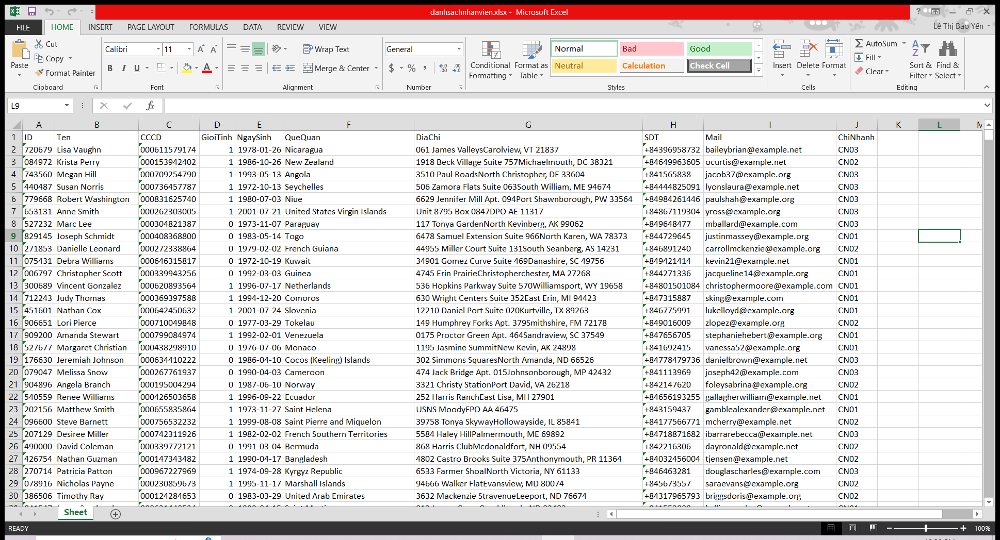 danhsachnhanvien.xlsx - Microsoft Excel
?
FILE HOME INSERT PAGE LAYOUT FORMULAS DATA REVIEW VIEW
Lê Thị Bảo Yến
Paste
Cut
Copy
Format Painter
Clipboard
Calibri 11
B I U
Font
Wrap Text
Merge & Center
Alignment
General
$ % ,
Number
Conditional Formatting
Format as Table
Normal Bad Good
Neutral Calculation Check Cell
Styles
Insert Delete Format
Cells
AutoSum
Fill
Clear
Sort & Filter
Find & Select
Editing
L9
fx
A B C D E F G H I J K L M
1 ID Ten CCCD GioiTinh NgaySinh QueQuan DiaChi SDT Mail ChiNhanh
2 720679 Lisa Vaughn 000611579174 1 1978-01-26 Nicaragua 061 James ValleysCarolview, VT 21837 +84396958732 baileybrian@example.net CN03
3 084972 Krista Perry 000153942402 1 1986-10-26 New Zealand 1918 Beck Village Suite 757Michaelmouth, DC 38321 +84649963605 ocurtis@example.net CN02
4 743560 Megan Hill 000709254790 1 1993-05-13 Angola 3510 Paul RoadsNorth Christopher, DE 33604 +841565838 jacob37@example.org CN03
5 440487 Susan Norris 000736457787 1 1972-10-13 Seychelles 506 Zamora Flats Suite 063South William, ME 94674 +84444825091 lyonslaura@example.net CN03
6 779668 Robert Washington 000831625740 1 1980-07-03 Niue 6629 Jennifer Mill Apt. 094Port Shawnborough, PW 33564 +84984261446 paulshah@example.org CN03
7 653131 Anne Smith 000262303005 1 2001-07-21 United States Virgin Islands Unit 8795 Box 0847DPO AE 11317 +84867119304 yross@example.org CN03
8 527232 Marc Lee 000304821387 0 1973-11-07 Paraguay 117 Tonya GardenNorth Kevinberg, AK 99062 +849648477 mballard@example.com CN03
9 829145 Joseph Schmidt 000408368800 0 1983-05-14 Togo 6478 Samuel Extension Suite 966North Karen, WA 78373 +844729645 justinmassey@example.org CN01
10 271853 Danielle Leonard 000272338864 0 1979-02-02 French Guiana 44955 Miller Court Suite 131South Seanberg, AS 14231 +846891240 carrollmckenzie@example.org CN02
11 075431 Debra Williams 000646315817 0 1972-10-19 Kuwait 34901 Gomez Curve Suite 469Danashire, SC 49756 +849421414 kevin21@example.net CN01
12 006797 Christopher Scott 000339943256 0 1992-03-03 Guinea 4745 Erin PrairieChristopherchester, MA 27268 +844271336 jacqueline14@example.org CN01
13 300689 Vincent Gonzalez 000620893564 1 1996-07-17 Netherlands 536 Hopkins Parkway Suite 570Williamsport, WY 19658 +84801501084 christophermoore@example.com CN01
14 712243 Judy Thomas 000369397588 1 1994-12-20 Comoros 630 Wright Centers Suite 352East Erin, MI 94423 +847315887 sking@example.com CN01
15 451601 Nathan Cox 000642450632 1 2001-07-24 Slovenia 12210 Daniel Port Suite 020Kurtville, TX 89263 +846775991 lukelloyd@example.org CN01
16 906651 Lori Pierce 000710049848 0 1977-03-29 Tokelau 149 Humphrey Forks Apt. 379Smithshire, FM 72178 +849016009 zlopez@example.org CN02
17 909200 Amanda Stewart 000799084974 1 1992-02-01 Venezuela 0175 Proctor Green Apt. 464Sandraview, SC 37549 +847656705 stephaniehebert@example.org CN01
18 527677 Margaret Christian 000438298910 0 1976-07-06 Monaco 1195 Jasmine SummitNew Kevin, AK 24898 +841692415 vanessa52@example.org CN01
19 176630 Jeremiah Johnson 000634410222 0 1986-04-10 Cocos (Keeling) Islands 302 Simmons SquaresNorth Amanda, ND 66526 +84778479736 danielbrown@example.net CN03
20 079047 Melissa Snow 000267761937 0 1990-04-03 Cameroon 474 Jack Bridge Apt. 015Johnsonborough, MP 42432 +841113969 joseph42@example.com CN03
21 904896 Angela Branch 000195004294 0 1987-06-10 Norway 3321 Christy StationPort David, VA 26218 +842147620 foleysabrina@example.org CN02
22 540559 Renee Williams 000426503658 1 1996-09-22 Ecuador 252 Harris RanchEast Lisa, MH 27901 +84656193255 gallagherwilliam@example.net CN01
23 202156 Matthew Smith 000655835864 1 1973-11-27 Saint Helena USNS MoodyFPO AA 46475 +843159437 gamblealexander@example.net CN01
24 096600 Steve Barnett 000756532232 1 1999-08-08 Saint Pierre and Miquelon 39758 Tonya SkywayHollowayside, IL 85841 +84177566771 mcherry@example.net CN02
25 207129 Desiree Miller 000742311926 1 1982-02-02 French Southern Territories 5584 Haley HillPalmermouth, ME 69892 +84718871682 ibarrarebecca@example.net CN03
26 490000 David Coleman 000339772121 0 1991-03-04 Bermuda 868 Harris ClubMcdonaldfort, NH 09554 +842216306 dayronald@example.net CN02
27 426754 Nathan Guzman 000147343482 1 1990-04-17 Bangladesh 4802 Castro Brooks Suite 375Anthonymouth, PR 11364 +84032456004 tjensen@example.net CN02
28 270714 Patricia Patton 000967227969 1 1974-09-28 Kyrgyz Republic 6533 Farmer ShoalNorth Victoria, NY 61133 +846463281 douglascharles@example.com CN03
29 078916 Nicholas Payne 000230859673 1 1995-11-17 Marshall Islands 94666 Walker FlatEvansview, MD 80074 +845673557 saraevans@example.org CN02
30 386506 Timothy Ray 000124284653 0 1983-03-29 United Arab Emirates 3632 Mackenzie StravenueLeeport, ND 76674 +84317965793 briggsdoris@example.org CN02
Sheet
READY
100%